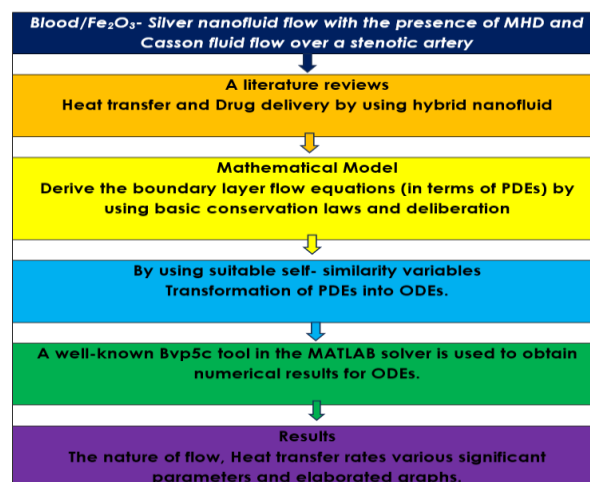 Blood/Fe₂O₃- Silver nanofluid flow with the presence of MHD and
Casson fluid flow over a stenotic artery
A literature reviews
Heat transfer and Drug delivery by using hybrid nanofluid
Mathematical Model
Derive the boundary layer flow equations (in terms of PDEs) by
using basic conservation laws and deliberation
By using suitable self- similarity variables
Transformation of PDEs into ODEs.
A well-known Bvp5c tool in the MATLAB solver is used to obtain
numerical results for ODEs.
Results
The nature of flow, Heat transfer rates various significant
parameters and elaborated graphs.